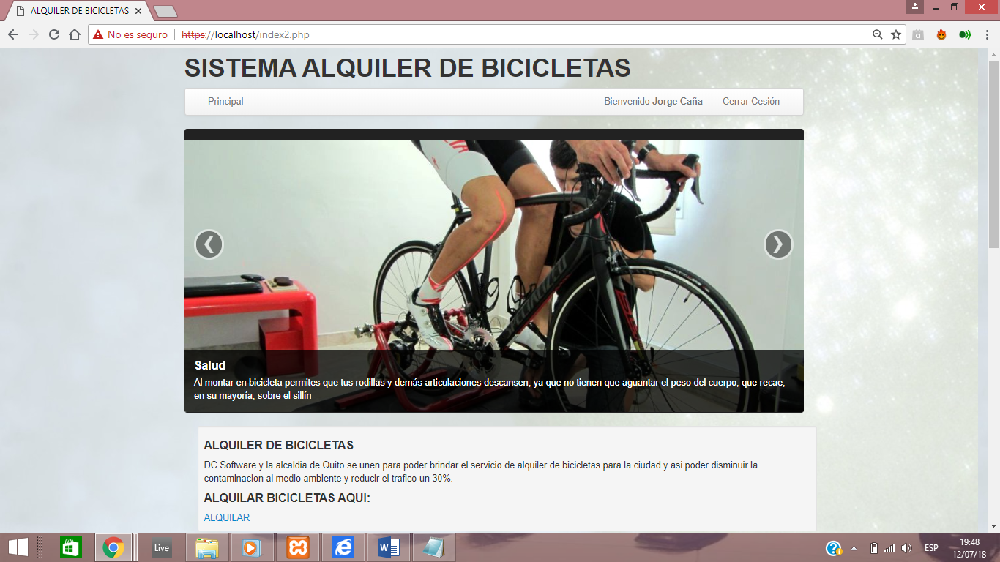 ALQUILER DE BICICLETAS
No es seguro https://localhost/index2.php
SISTEMA ALQUILER DE BICICLETAS
Principal Bienvenido Jorge Caña Cerrar Cesión
Salud
Al montar en bicicleta permites que tus rodillas y demás articulaciones descansen, ya que no tienen que aguantar el peso del cuerpo, que recae,
en su mayoría, sobre el sillín
ALQUILER DE BICICLETAS
DC Software y la alcaldia de Quito se unen para poder brindar el servicio de alquiler de bicicletas para la ciudad y asi poder disminuir la
contaminacion al medio ambiente y reducir el trafico un 30%.
ALQUILAR BICICLETAS AQUI:
ALQUILAR
Live
ESP
19:48
12/07/18